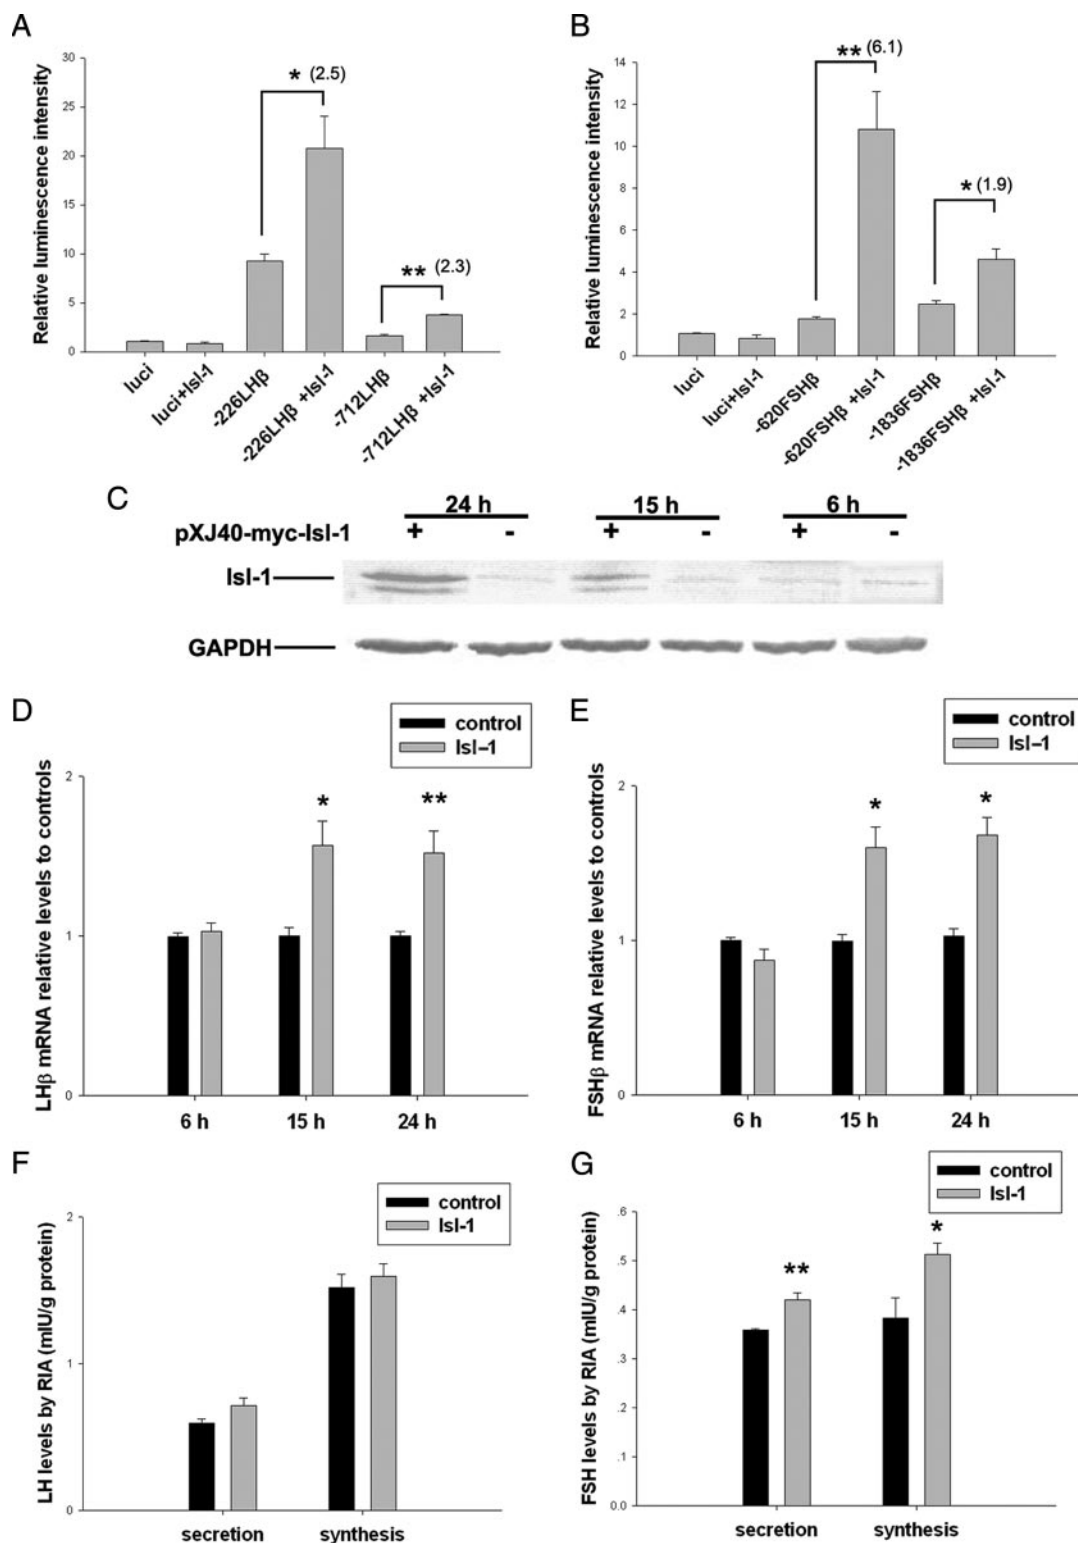 A
Relative luminescence intensity
30
25
20
15
10
5
0
* (2.5)
** (2.3)
luci
luci+Isl-1
-226LHβ
-226LHβ +Isl-1
-712LHβ
-712LHβ +Isl-1
B
Relative luminescence intensity
14
12
10
8
6
4
2
0
** (6.1)
* (1.9)
luci
luci+Isl-1
-620FSHβ
-620FSHβ +Isl-1
-1836FSHβ
-1836FSHβ +Isl-1
C
24 h 15 h 6 h
pXJ40-myc-Isl-1 + - + - + -
Isl-1
GAPDH
D
control
Isl-1
LHβ mRNA relative levels to controls
2
1
0
*
**
6 h 15 h 24 h
E
control
Isl-1
FSHβ mRNA relative levels to controls
2
1
0
*
*
6 h 15 h 24 h
F
control
Isl-1
LH levels by RIA (mIU/g protein)
2
1
0
secretion synthesis
G
control
Isl-1
FSH levels by RIA (mIU/g protein)
.6
.5
.4
.3
.2
.1
0.0
**
*
secretion synthesis